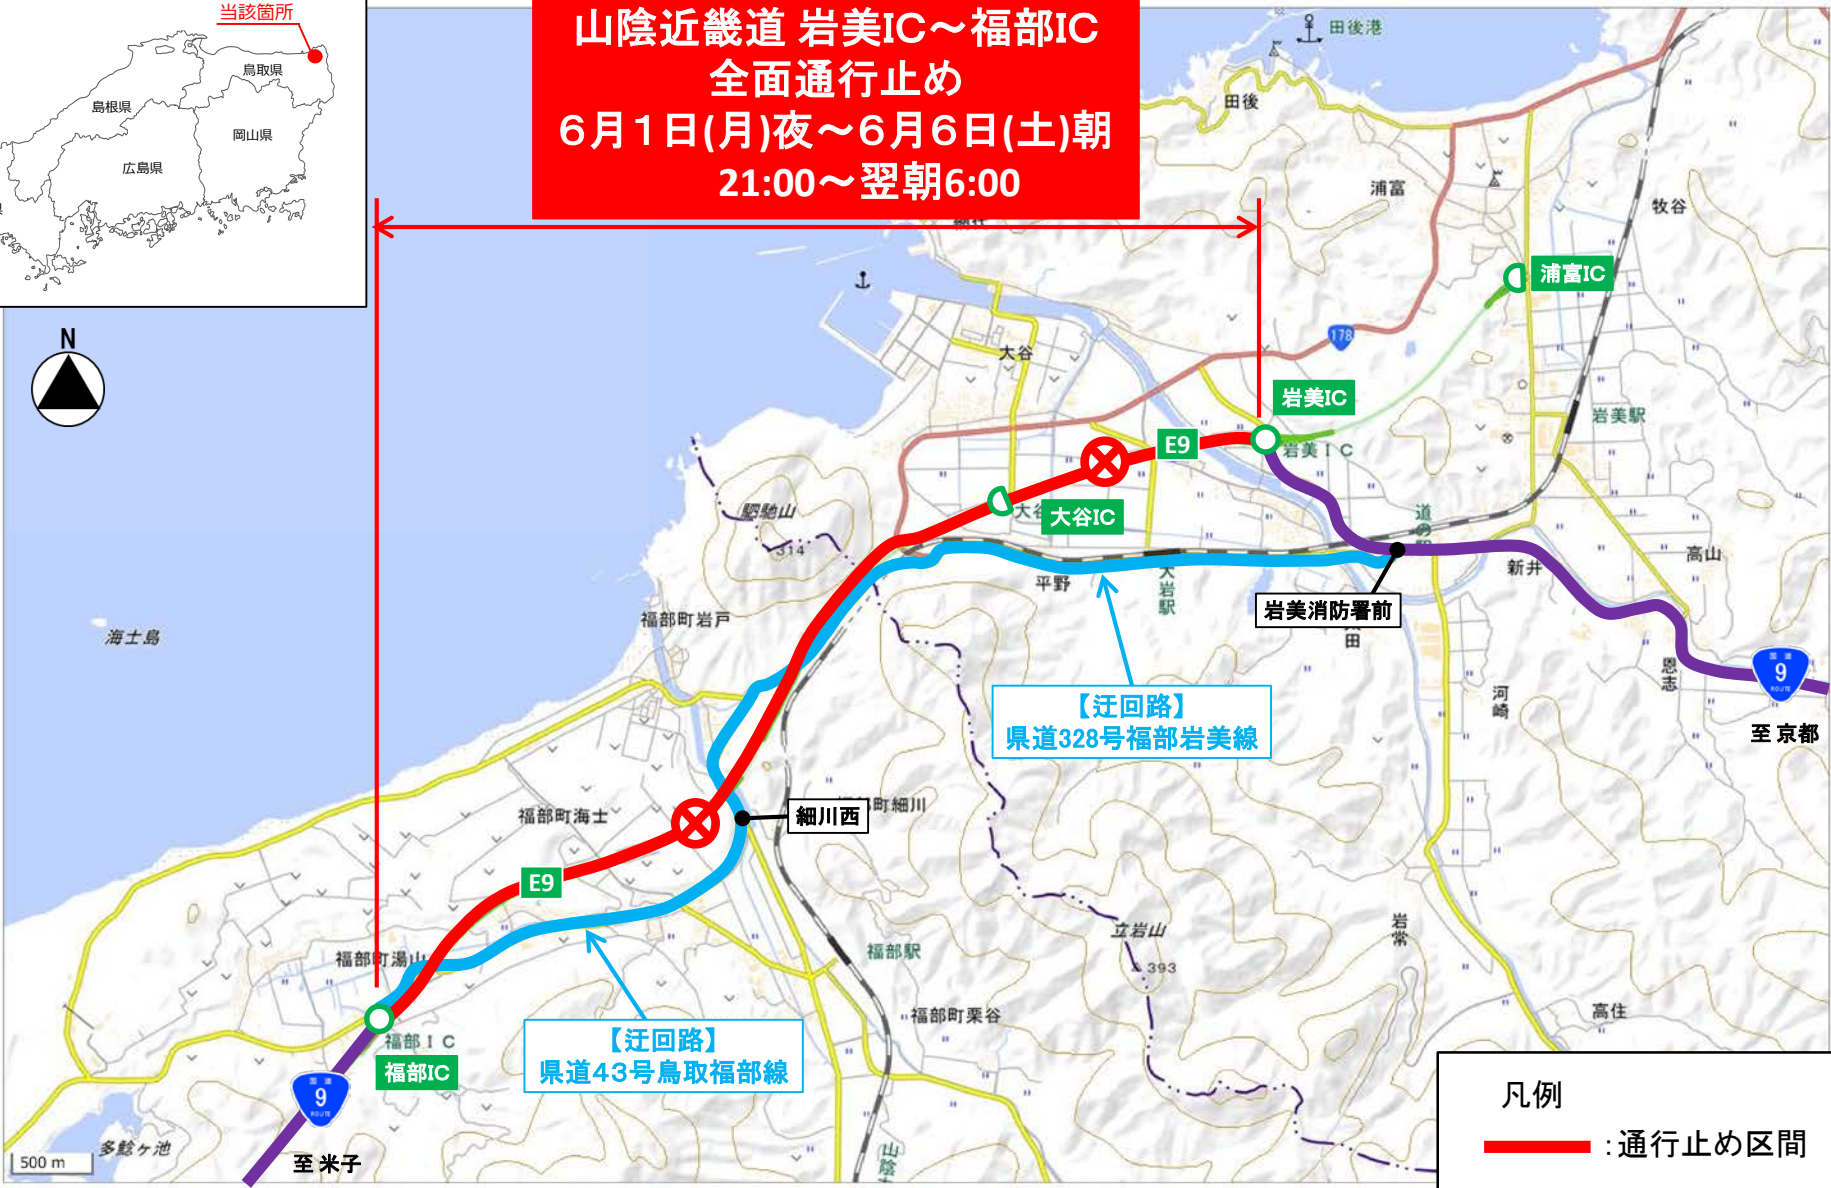 当該箇所
鳥取県
島根県
岡山県
広島県
山陰近畿道 岩美IC～福部IC
全面通行止め
6月1日(月)夜～6月6日(土)朝
21:00～翌朝6:00
田後港
田後
浦富
牧谷
浦富IC
178
N
大谷
岩美IC
岩美IC
岩美駅
E9
大谷IC
駟馳山
314
道の駅
高山
新井
平野
大岩駅
岩美消防署前
福部町岩戸
海士島
恩志
国道
9
ROUTE
至 京都
河崎
【迂回路】
県道328号福部岩美線
細川西
福部町海士
E9
立岩山
393
岩常
福部駅
福部町湯山
福部町栗谷
高住
福部IC
福部IC
【迂回路】
県道43号鳥取福部線
国道
9
ROUTE
多鯰ヶ池
至 米子
500 m
凡例
:通行止め区間